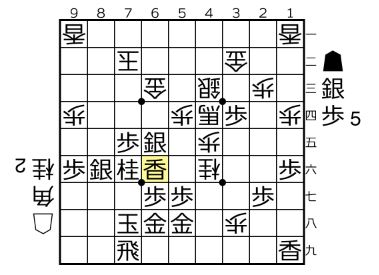 9 8 7 6 5 4 3 2 1
香 香 一
王 金 二
金 銀 歩 三
歩 歩 馬 歩 歩 四
歩 銀 歩 五
歩 銀 桂 香 桂 歩 六
歩 歩 歩 七
玉 金 金 歩 八
飛 香 九
銀
歩5
角
桂2